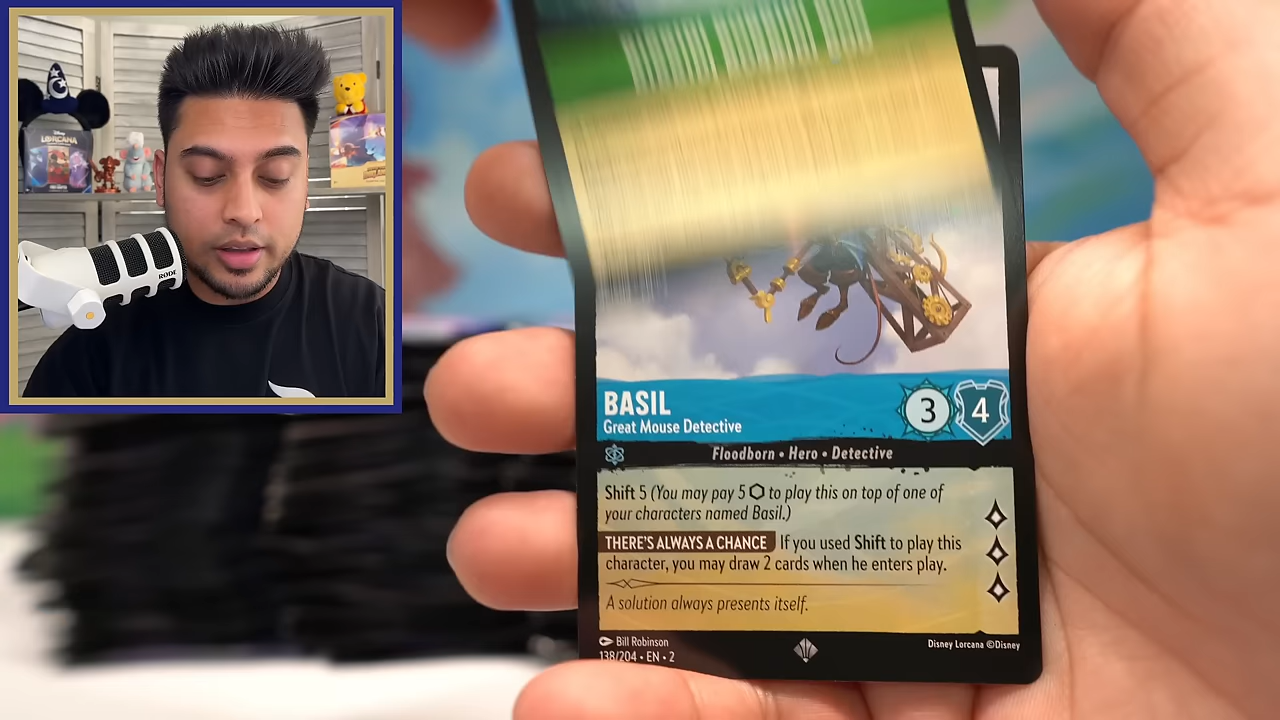 LORCANA
RØDE
BASIL
Great Mouse Detective
3
4
Floodborn • Hero • Detective
Shift 5 (You may pay 5 to play this on top of one of
your characters named Basil.)
THERE'S ALWAYS A CHANCE If you used Shift to play this
character, you may draw 2 cards when he enters play.
A solution always presents itself.
Bill Robinson
138/204 • EN • 2
Disney Lorcana ©Disney